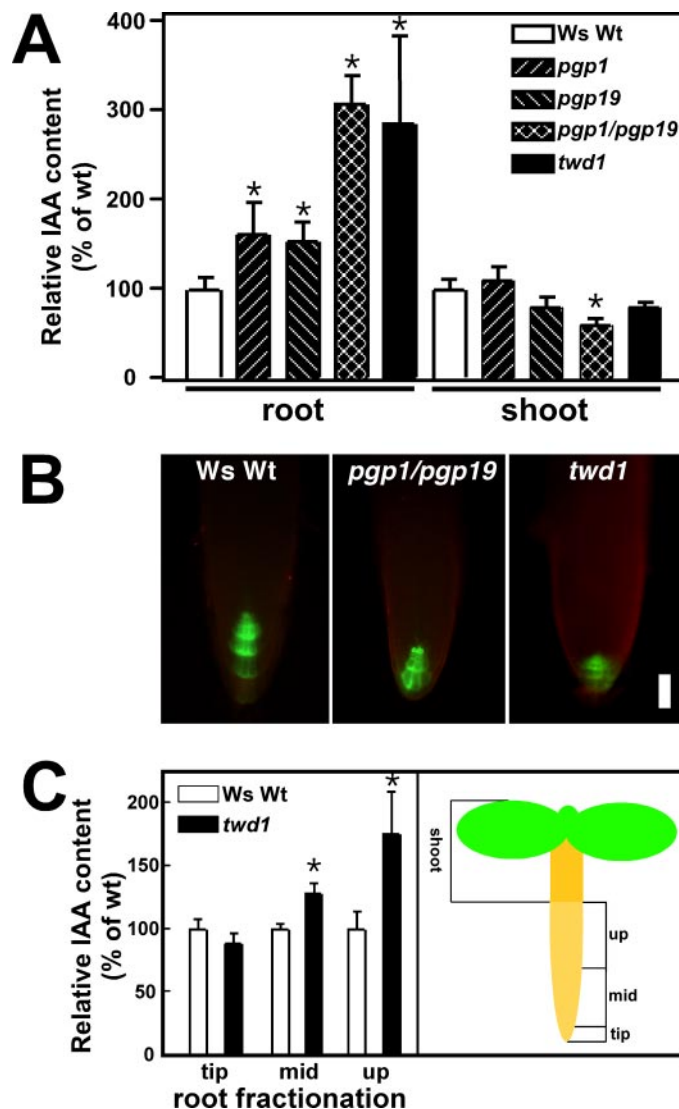 A
Relative IAA content
(% of wt)
400
300
200
100
0
Ws Wt
pgp1
pgp19
pgp1/pgp19
twd1
*
*
*
*
*
root
shoot
B
Ws Wt
pgp1/pgp19
twd1
C
Relative IAA content
(% of wt)
200
150
100
50
0
Ws Wt
twd1
*
*
tip
mid
up
root fractionation
shoot
up
mid
tip